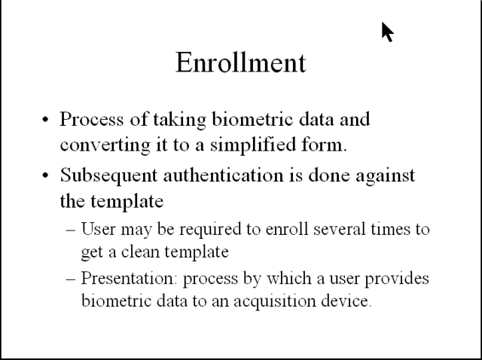 Enrollment
• Process of taking biometric data and
converting it to a simplified form.
• Subsequent authentication is done against
the template
– User may be required to enroll several times to
get a clean template
– Presentation: process by which a user provides
biometric data to an acquisition device.